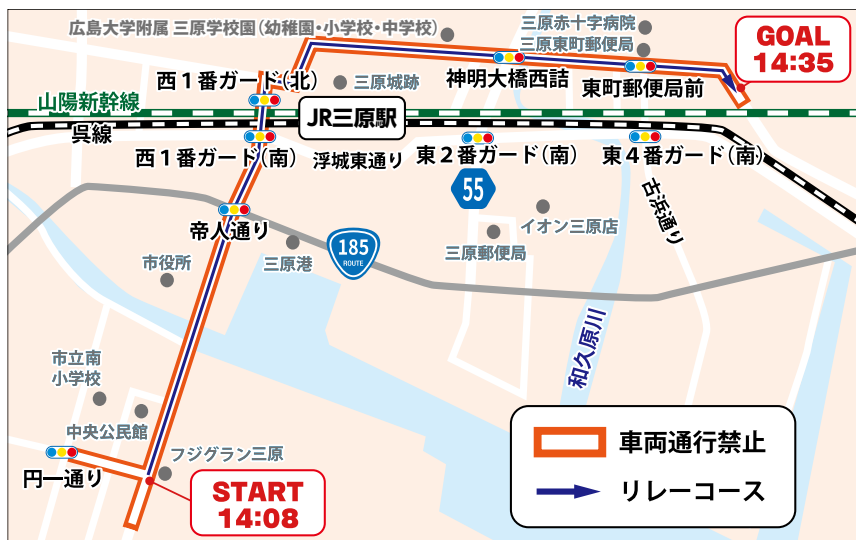 広島大学附属 三原学校園(幼稚園・小学校・中学校)
三原赤十字病院
三原東町郵便局
GOAL
14:35
西1番ガード(北)
三原城跡
神明大橋西詰
東町郵便局前
山陽新幹線
JR三原駅
呉線
西1番ガード(南)
浮城東通り
東2番ガード(南)
東4番ガード(南)
55
古浜通り
帝人通り
イオン三原店
185
ROUTE
三原港
三原郵便局
市役所
和久原川
市立南
小学校
中央公民館
フジグラン三原
円一通り
START
14:08
車両通行禁止
リレーコース